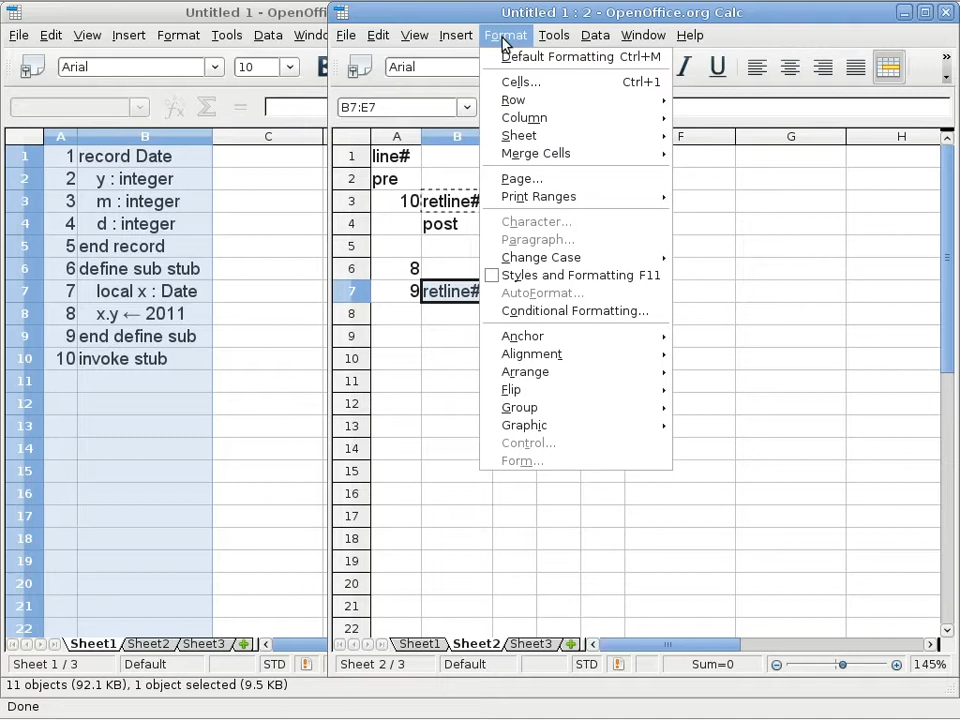 Untitled 1 - OpenOffi
File Edit View Insert Format Tools Data Windo
Arial 10 B
A B C
1 1 record Date
2 2 y : integer
3 3 m : integer
4 4 d : integer
5 5 end record
6 6 define sub stub
7 7 local x : Date
8 8 x.y ← 2011
9 9 end define sub
10 10 invoke stub
11
12
13
14
15
16
17
18
19
20
21
22
Sheet1 Sheet2 Sheet3
Sheet 1 / 3 Default STD
Untitled 1 : 2 - OpenOffice.org Calc
File Edit View Insert Format Tools Data Window Help
Arial I U
B7:E7
A B F G H
1 line#
2 pre
3 10 retline#
4 post
5
6 8
7 9 retline#
8
9
10
11
12
13
14
15
16
17
18
19
20
21
22
Default Formatting Ctrl+M
Cells... Ctrl+1
Row
Column
Sheet
Merge Cells
Page...
Print Ranges
Character...
Paragraph...
Change Case
Styles and Formatting F11
AutoFormat...
Conditional Formatting...
Anchor
Alignment
Arrange
Flip
Group
Graphic
Control...
Form...
Sheet1 Sheet2 Sheet3
Sheet 2 / 3 Default STD Sum=0 145%
11 objects (92.1 KB), 1 object selected (9.5 KB)
Done